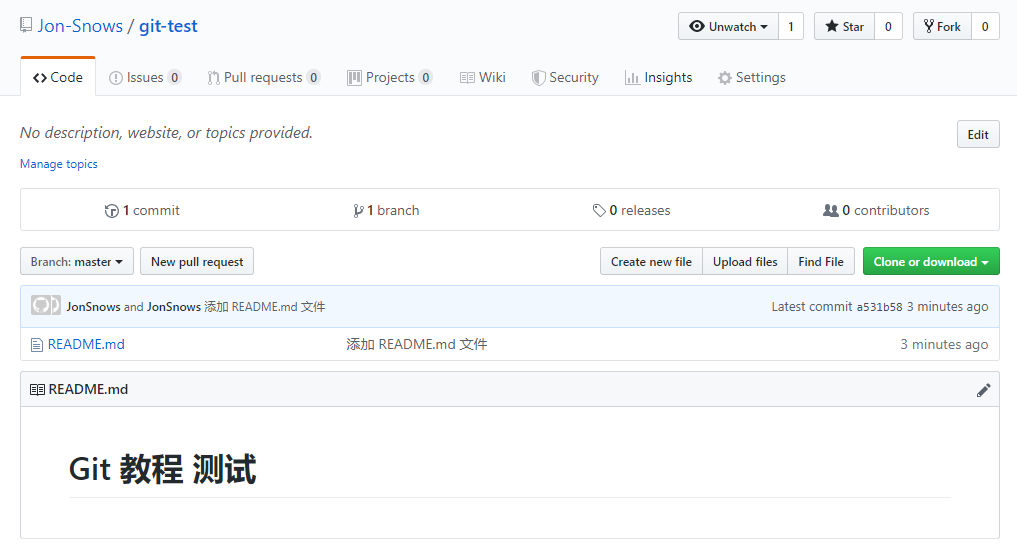 Jon-Snows / git-test
Unwatch 1 Star 0 Fork 0
Code Issues 0 Pull requests 0 Projects 0 Wiki Security Insights Settings
No description, website, or topics provided. Edit
Manage topics
1 commit 1 branch 0 releases 0 contributors
Branch: master New pull request Create new file Upload files Find File Clone or download
JonSnows and JonSnows 添加 README.md 文件 Latest commit a531b58 3 minutes ago
README.md 添加 README.md 文件 3 minutes ago
README.md
Git 教程 测试